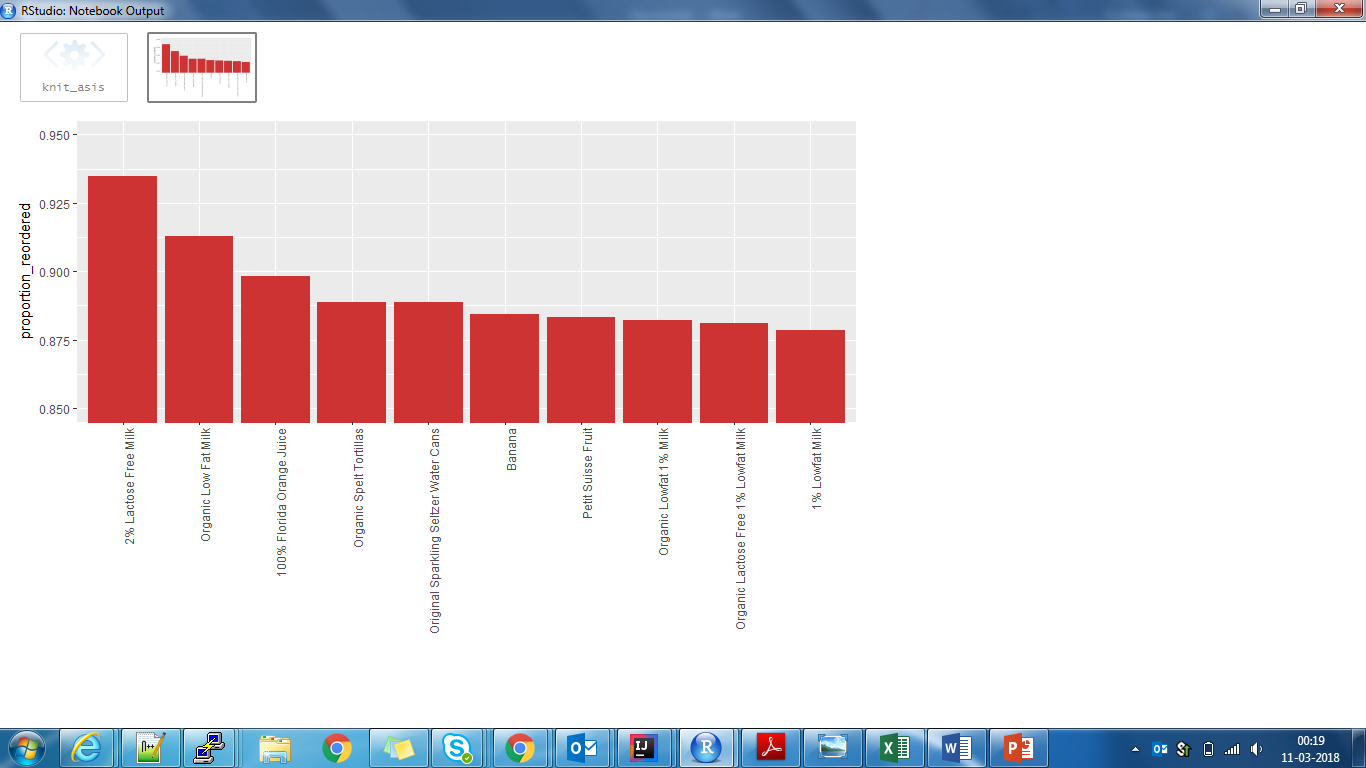 RStudio: Notebook Output
knit_asis
proportion_reordered
0.950
0.925
0.900
0.875
0.850
2% Lactose Free Milk
Organic Low Fat Milk
100% Florida Orange Juice
Organic Spelt Tortillas
Original Sparkling Seltzer Water Cans
Banana
Petit Suisse Fruit
Organic Lowfat 1% Milk
Organic Lactose Free 1% Lowfat Milk
1% Lowfat Milk
00:19
11-03-2018